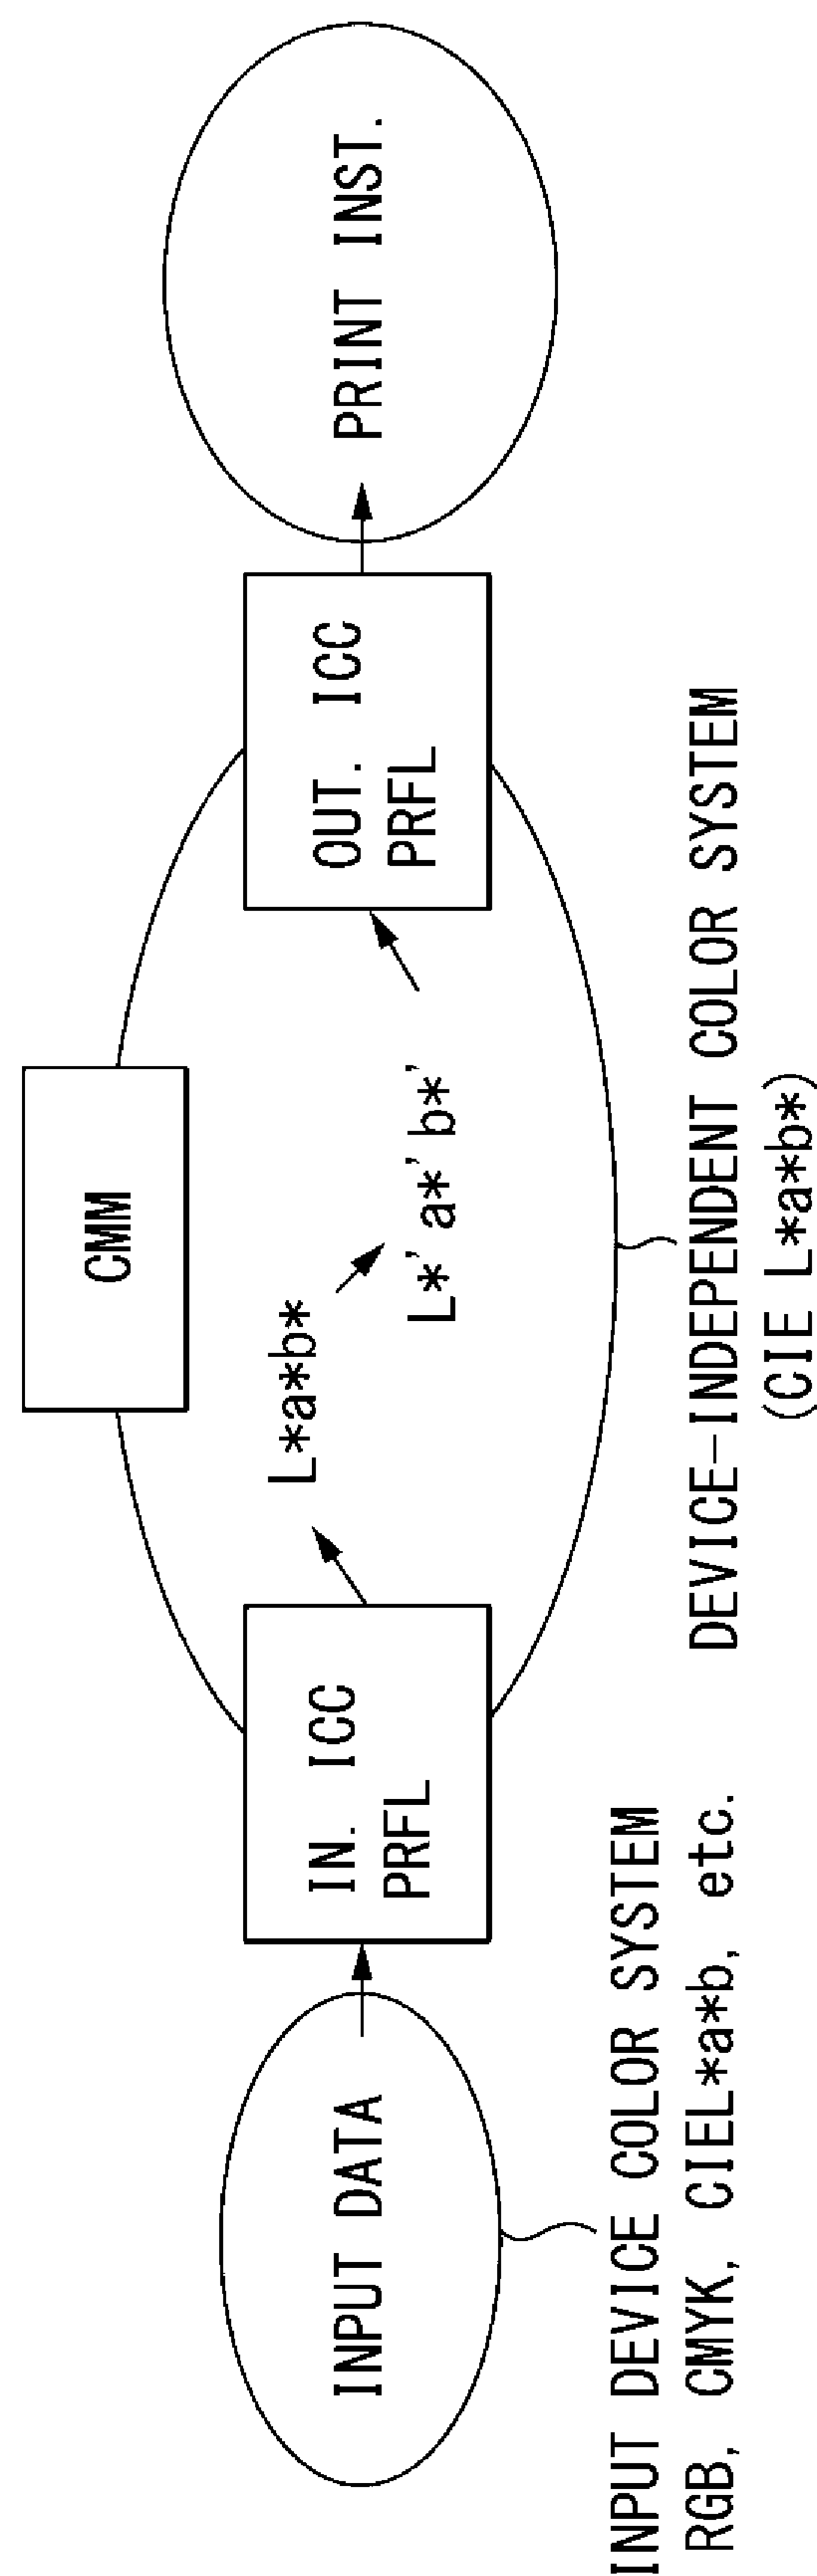 CMM
INPUT DATA
IN. ICC
PRFL
L*a*b*
L*' a*' b*'
OUT. ICC
PRFL
PRINT INST.
INPUT DEVICE COLOR SYSTEM
RGB, CMYK, CIEL*a*b, etc.
DEVICE-INDEPENDENT COLOR SYSTEM
(CIE L*a*b*)